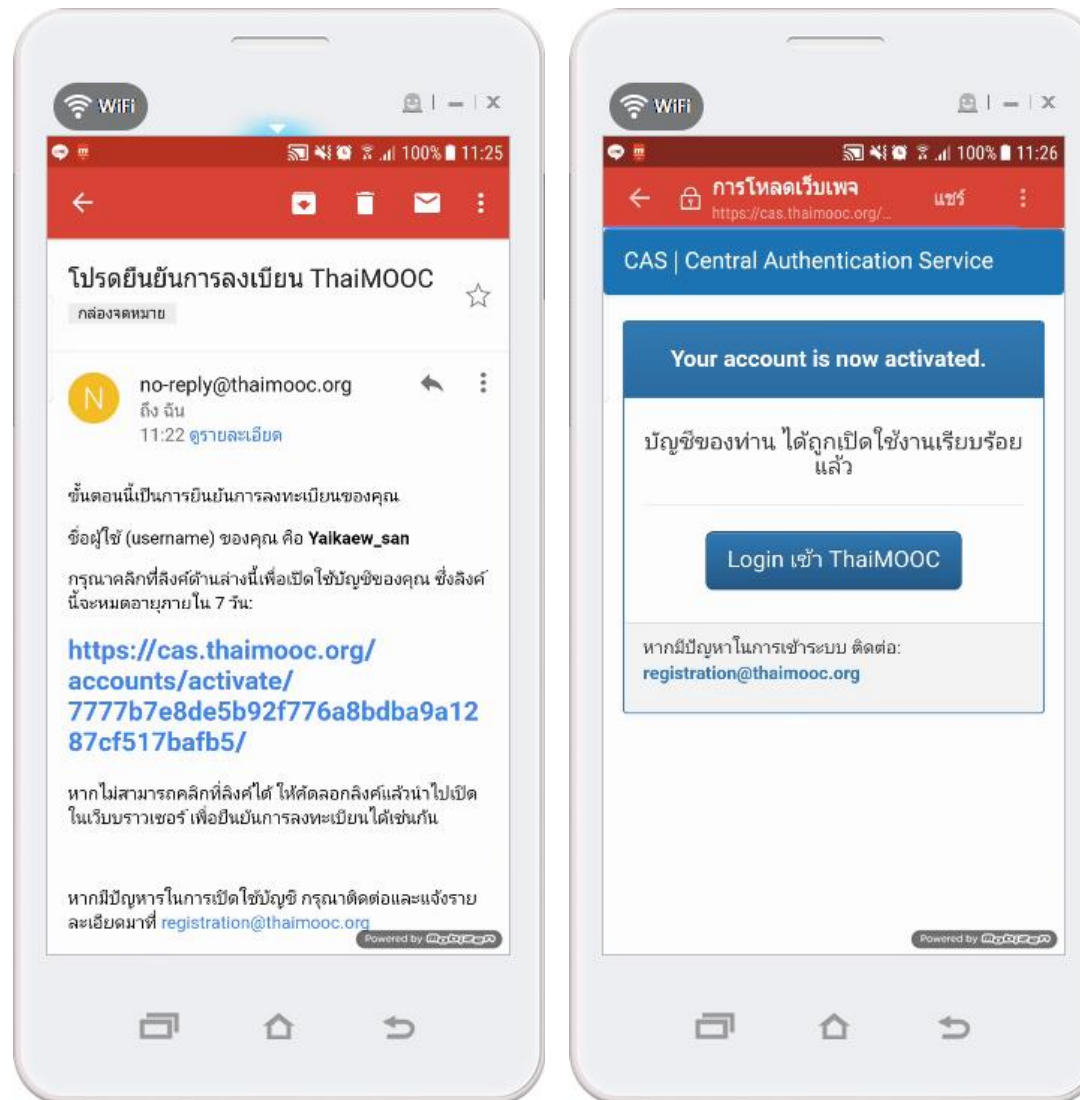 WiFi
100% 11:25
โปรดยืนยันการลงเบียน ThaiMOOC
กล่องจดหมาย
N
no-reply@thaimooc.org
ถึง ฉัน
11:22 ดูรายละเอียด
ขั้นตอนนี้เป็นการยืนยันการลงทะเบียนของคุณ
ชื่อผู้ใช้ (username) ของคุณ คือ Yaikaew_san
กรุณาคลิกที่ลิงค์ด้านล่างนี้เพื่อเปิดใช้บัญชีของคุณ ซึ่งลิงค์
นี้จะหมดอายุภายใน 7 วัน:
https://cas.thaimooc.org/
accounts/activate/
7777b7e8de5b92f776a8bdba9a12
87cf517bafb5/
หากไม่สามารถคลิกที่ลิงค์ได้ ให้คัดลอกลิงค์แล้วนำไปเปิด
ในเว็บบราวเซอร์ เพื่อยืนยันการลงทะเบียนได้เช่นกัน
หากมีปัญหารในการเปิดใช้บัญชี กรุณาติดต่อและแจ้งราย
ละเอียดมาที่ registration@thaimooc.org
Powered by Mobizen
WiFi
100% 11:26
การโหลดเว็บเพจ
https://cas.thaimooc.org/...
แชร์
CAS | Central Authentication Service
Your account is now activated.
บัญชีของท่าน ได้ถูกเปิดใช้งานเรียบร้อย
แล้ว
Login เข้า ThaiMOOC
หากมีปัญหาในการเข้าระบบ ติดต่อ:
registration@thaimooc.org
Powered by Mobizen